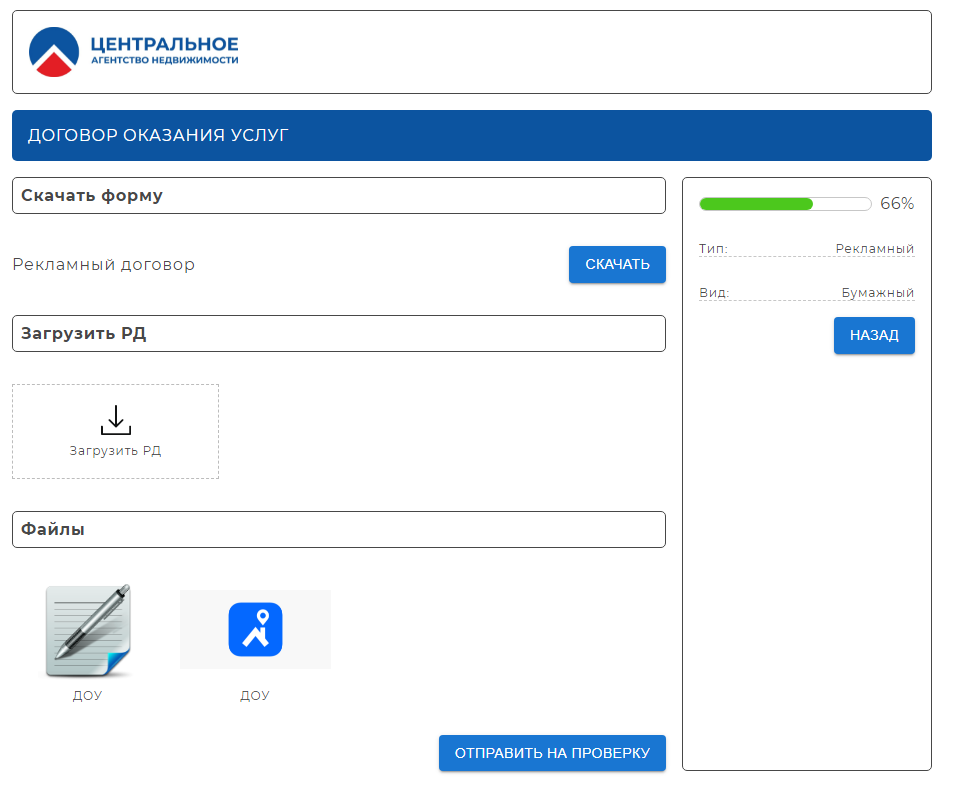 ЦЕНТРАЛЬНОЕ
АГЕНТСТВО НЕДВИЖИМОСТИ
ДОГОВОР ОКАЗАНИЯ УСЛУГ
Скачать форму
Рекламный договор
СКАЧАТЬ
Загрузить РД
Загрузить РД
Файлы
ДОУ
ДОУ
ОТПРАВИТЬ НА ПРОВЕРКУ
66%
Тип: Рекламный
Вид: Бумажный
НАЗАД